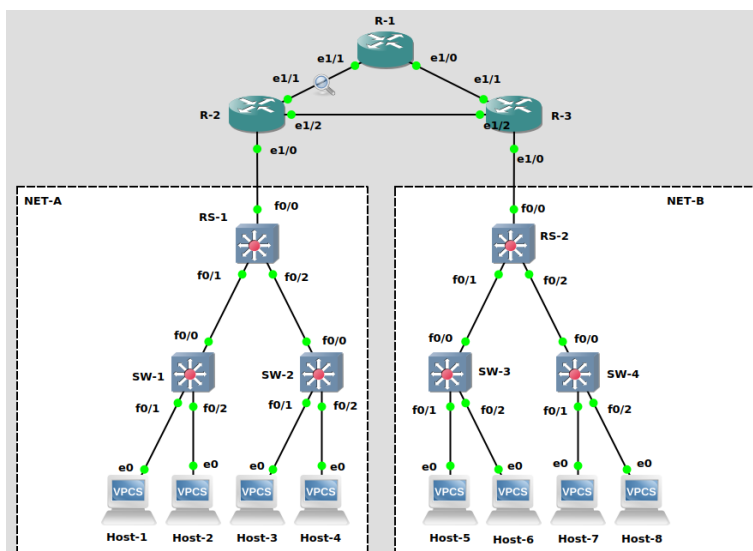 R-1
e1/1
e1/0
e1/1
e1/1
R-2
e1/2
e1/2
R-3
e1/0
e1/0
NET-A
NET-B
f0/0
f0/0
RS-1
RS-2
f0/1
f0/2
f0/1
f0/2
f0/0
f0/0
f0/0
f0/0
SW-1
SW-2
SW-3
SW-4
f0/1
f0/2
f0/1
f0/2
f0/1
f0/2
f0/1
f0/2
e0
e0
e0
e0
e0
e0
e0
e0
VPCS
VPCS
VPCS
VPCS
VPCS
VPCS
VPCS
VPCS
Host-1
Host-2
Host-3
Host-4
Host-5
Host-6
Host-7
Host-8